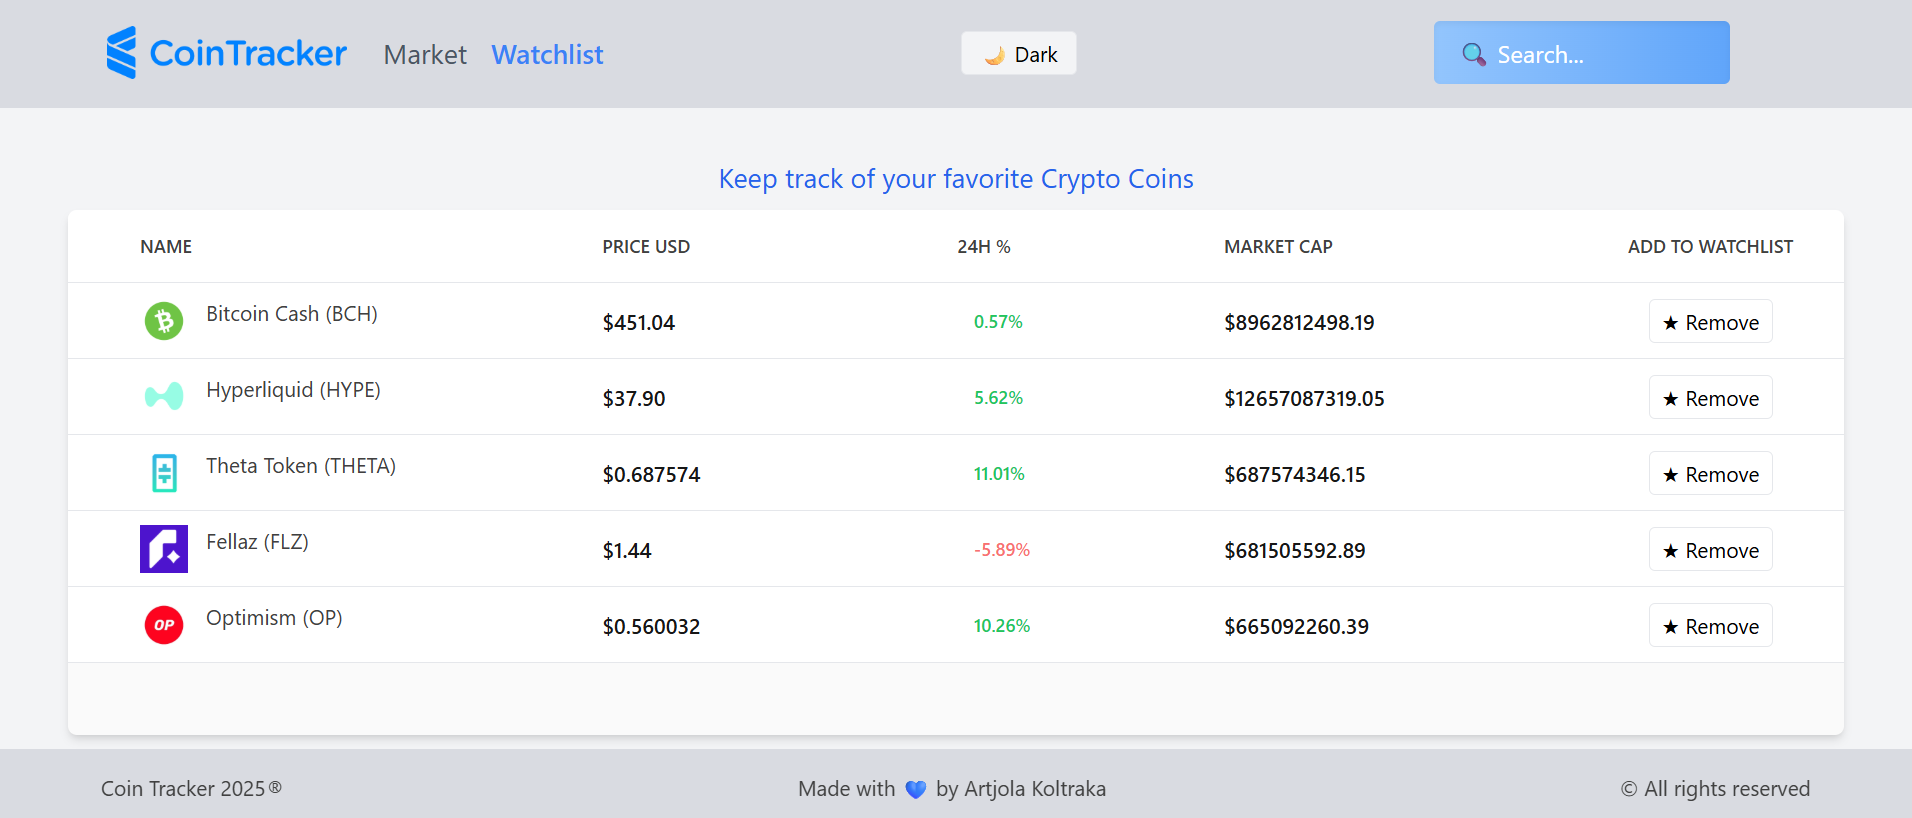 CoinTracker Market Watchlist 🌛 Dark 🔍 Search...
Keep track of your favorite Crypto Coins
NAME PRICE USD 24H % MARKET CAP ADD TO WATCHLIST
Bitcoin Cash (BCH) $451.04 0.57% $8962812498.19 ★ Remove
Hyperliquid (HYPE) $37.90 5.62% $12657087319.05 ★ Remove
Theta Token (THETA) $0.687574 11.01% $687574346.15 ★ Remove
Fellaz (FLZ) $1.44 -5.89% $681505592.89 ★ Remove
OP Optimism (OP) $0.560032 10.26% $665092260.39 ★ Remove
Coin Tracker 2025® Made with 💙 by Artjola Koltraka © All rights reserved